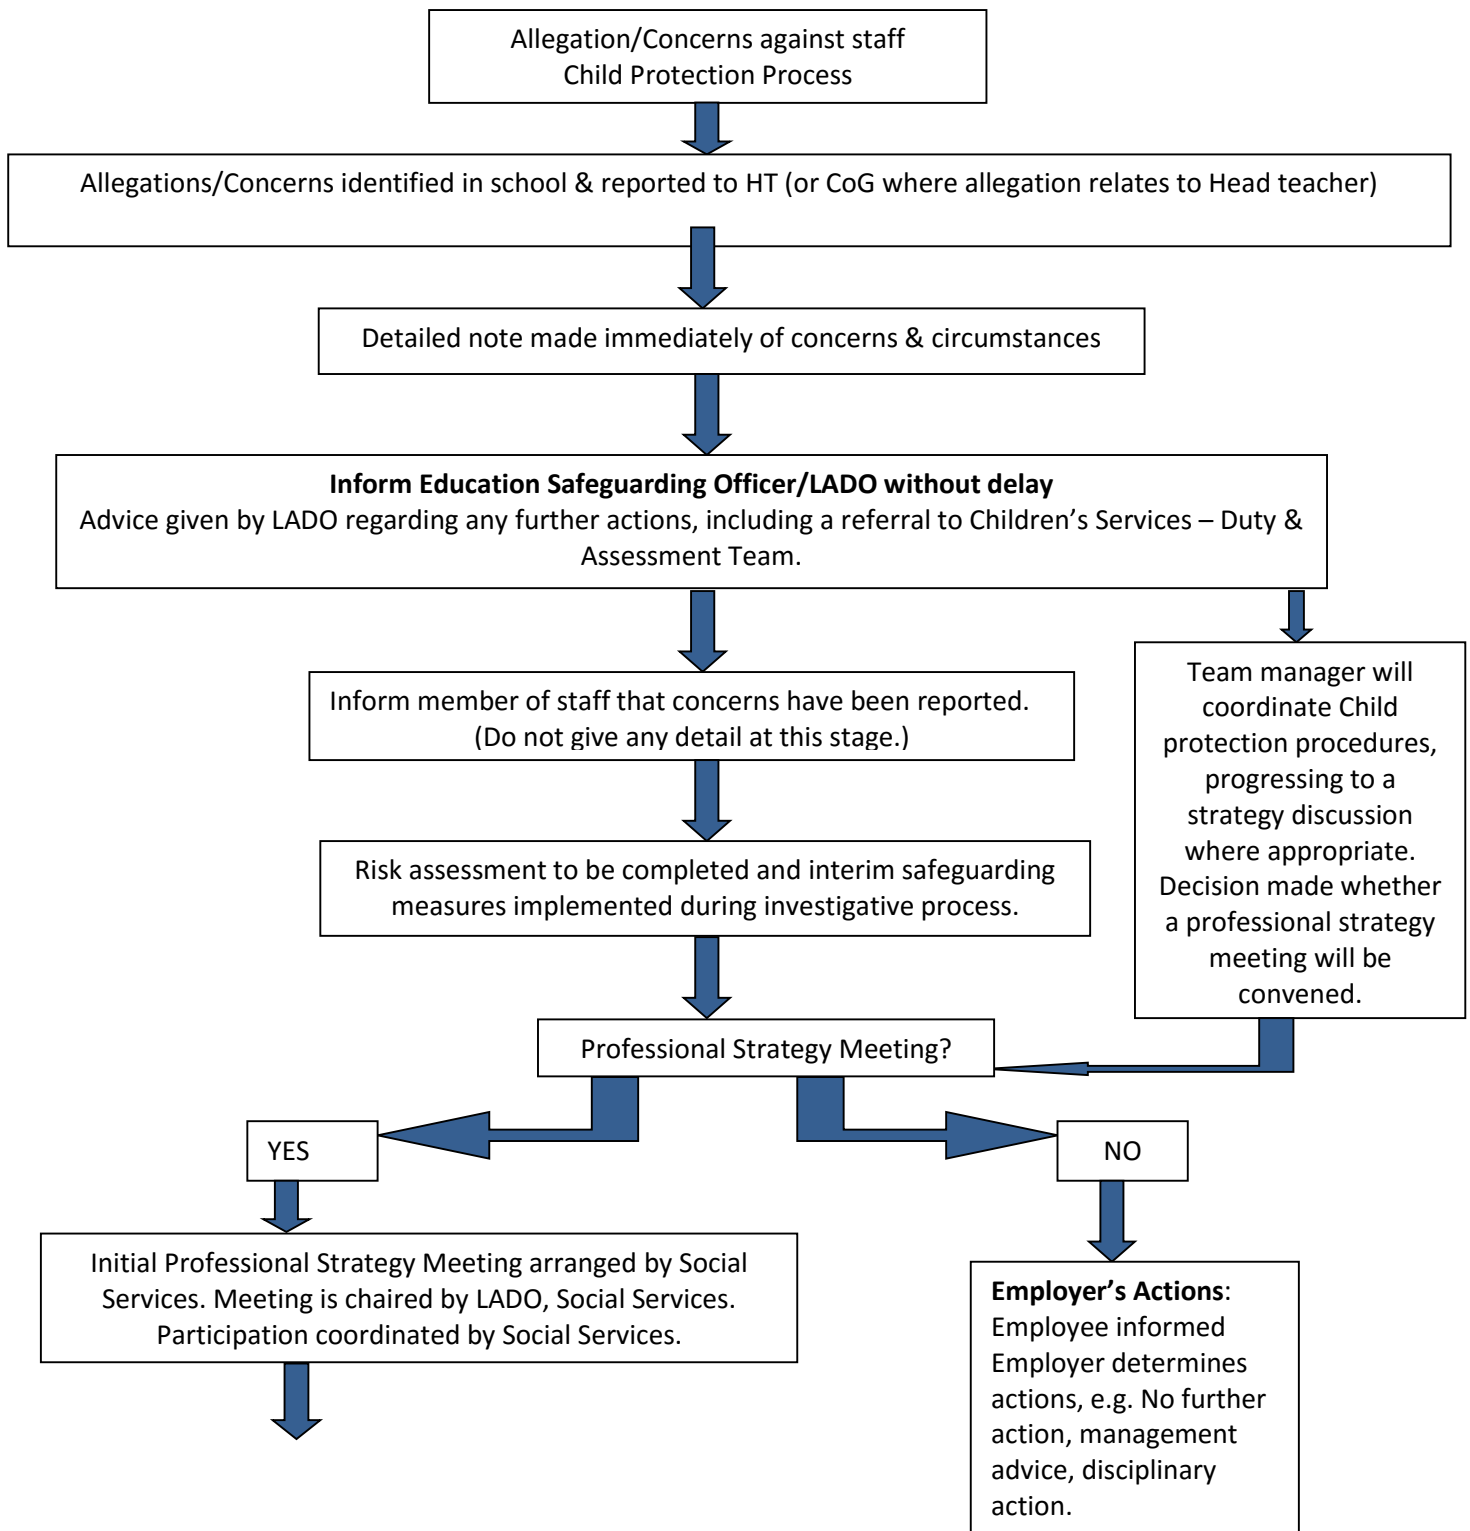 Allegation/Concerns against staff
Child Protection Process
Allegations/Concerns identified in school & reported to HT (or CoG where allegation relates to Head teacher)
Detailed note made immediately of concerns & circumstances
Inform Education Safeguarding Officer/LADO without delay
Advice given by LADO regarding any further actions, including a referral to Children’s Services – Duty &
Assessment Team.
Inform member of staff that concerns have been reported.
(Do not give any detail at this stage.)
Team manager will
coordinate Child
protection procedures,
progressing to a
strategy discussion
where appropriate.
Decision made whether
a professional strategy
meeting will be
convened.
Risk assessment to be completed and interim safeguarding
measures implemented during investigative process.
Professional Strategy Meeting?
YES
NO
Initial Professional Strategy Meeting arranged by Social
Services. Meeting is chaired by LADO, Social Services.
Participation coordinated by Social Services.
Employer’s Actions:
Employee informed
Employer determines
actions, e.g. No further
action, management
advice, disciplinary
action.